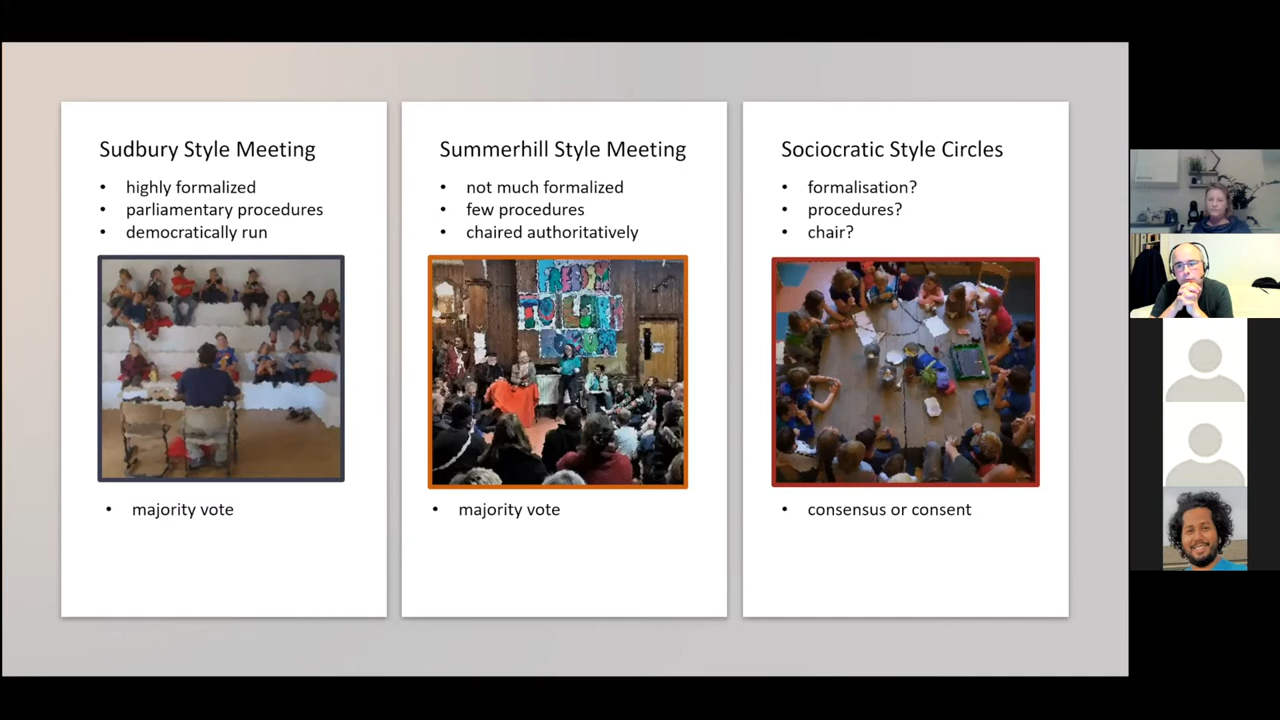 Sudbury Style Meeting
• highly formalized
• parliamentary procedures
• democratically run
• majority vote
Summerhill Style Meeting
• not much formalized
• few procedures
• chaired authoritatively
FREEDOM
• majority vote
Sociocratic Style Circles
• formalisation?
• procedures?
• chair?
• consensus or consent